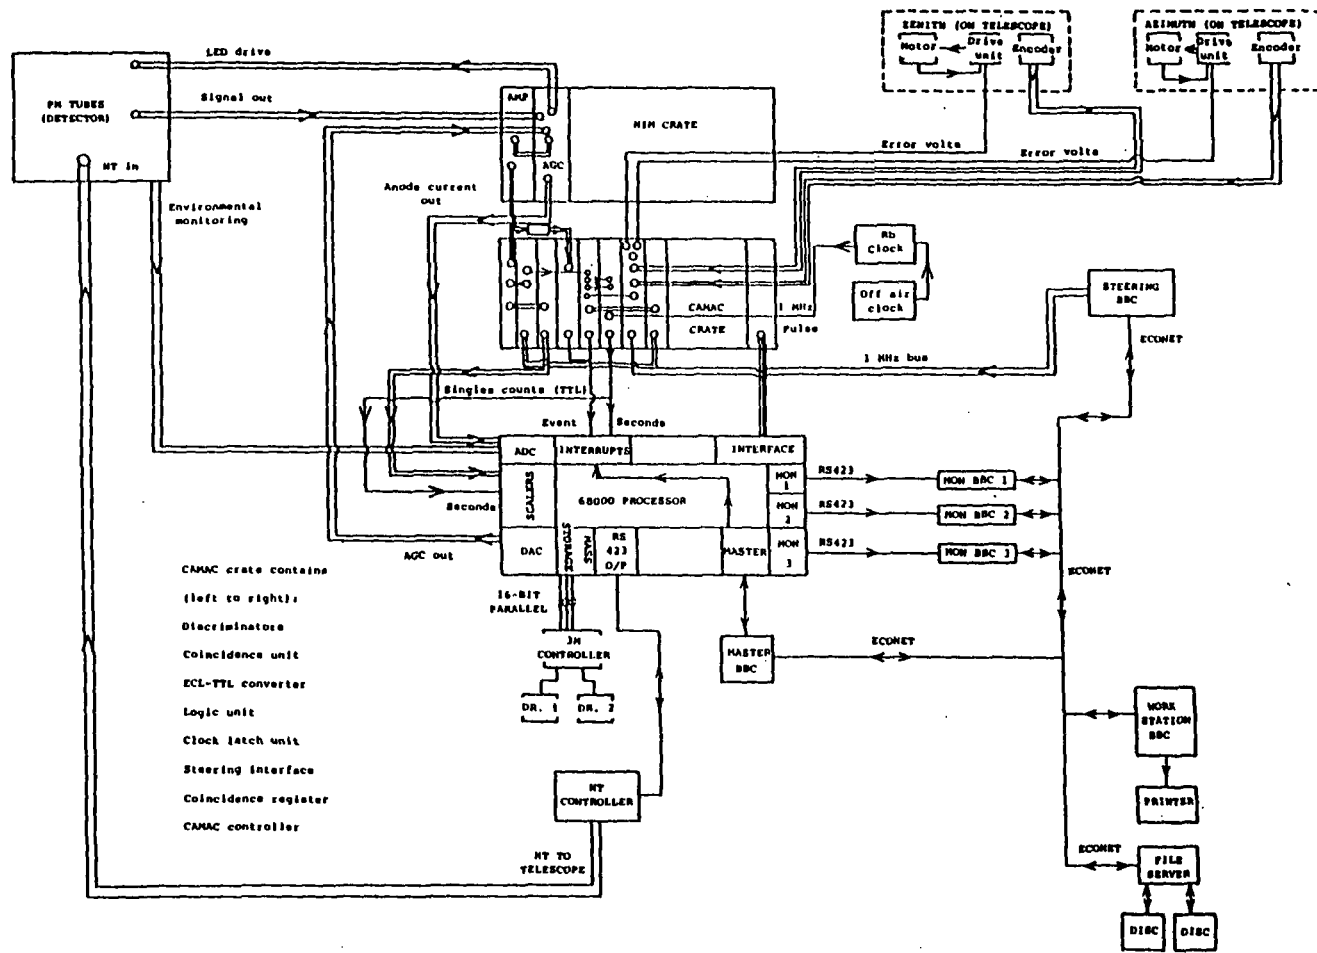 ZENITH (ON TELESCOPE)
Motor
Drive
unit
Encoder
AZIMUTH (ON TELESCOPE)
Motor
Drive
unit
Encoder
LED drive
PM TUBES
(DETECTOR)
Signal out
HT in
AMP
AGC
NIM CRATE
Error volts
Error volts
Environmental
monitoring
Anode current
out
Rb
Clock
Off air
clock
CAMAC
CRATE
1 MHz
Pulse
STEERING
BBC
ECONET
1 MHz bus
Singles counts (TTL)
Event
Seconds
ADC
INTERRUPTS
INTERFACE
SCALERS
68000 PROCESSOR
MON
1
MON
2
MON
3
RS423
RS423
RS423
MON BBC 1
MON BBC 2
MON BBC 3
Seconds
DAC
MASS
STORAGE
RS
423
O/P
MASTER
AGC out
ECONET
CAMAC crate contains
(left to right):
Discriminators
Coincidence unit
ECL-TTL converter
Logic unit
Clock latch unit
Steering interface
Coincidence register
CAMAC controller
16-BIT
PARALLEL
3M
CONTROLLER
DR. 1
DR. 2
MASTER
BBC
ECONET
WORK
STATION
BBC
PRINTER
HT
CONTROLLER
HT TO
TELESCOPE
ECONET
FILE
SERVER
DISC
DISC